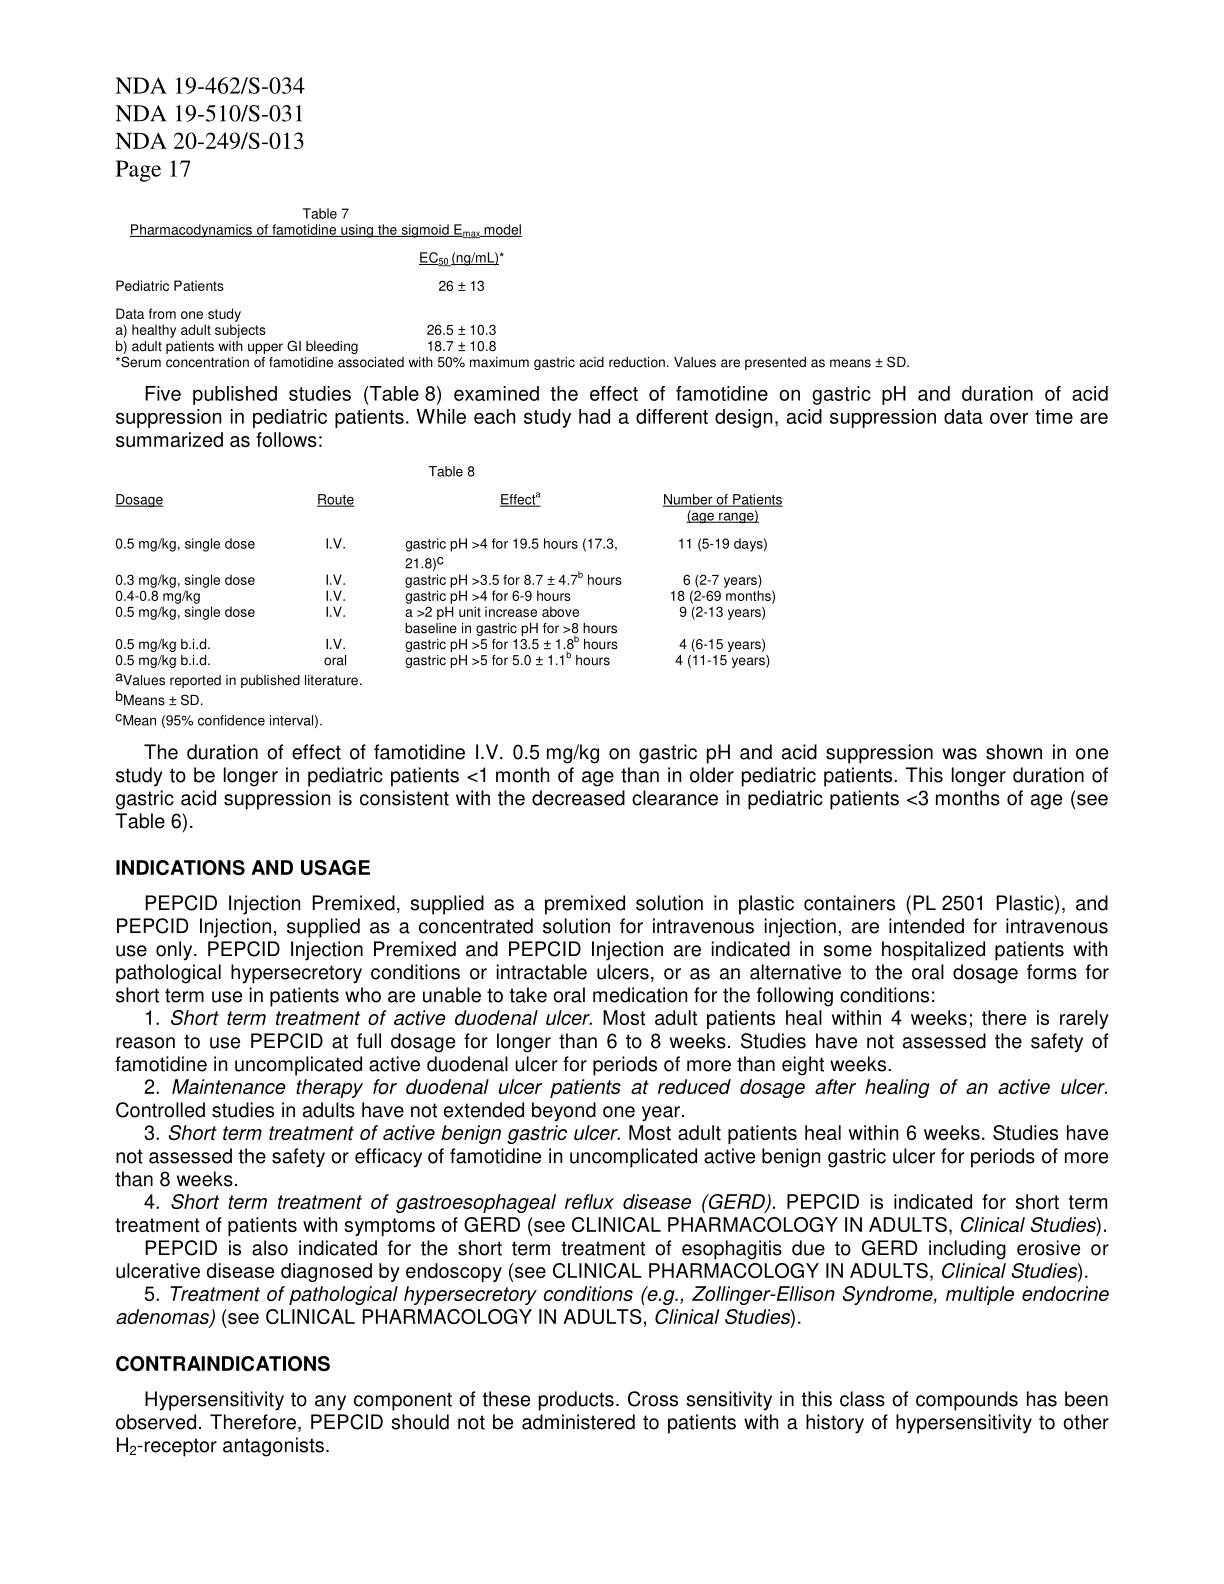 NDA 19-462/S-034
NDA 19-510/S-031
NDA 20-249/S-013
Page 17
Table 7
Pharmacodynamics of famotidine using the sigmoid Emax model
EC50 (ng/mL)*
Pediatric Patients 26 ± 13
Data from one study
a) healthy adult subjects 26.5 ± 10.3
b) adult patients with upper GI bleeding 18.7 ± 10.8
*Serum concentration of famotidine associated with 50% maximum gastric acid reduction. Values are presented as means ± SD.
Five published studies (Table 8) examined the effect of famotidine on gastric pH and duration of acid
suppression in pediatric patients. While each study had a different design, acid suppression data over time are
summarized as follows:
Table 8
Dosage Route Effect^a Number of Patients
(age range)
0.5 mg/kg, single dose I.V. gastric pH >4 for 19.5 hours (17.3, 11 (5-19 days)
21.8)^c
0.3 mg/kg, single dose I.V. gastric pH >3.5 for 8.7 ± 4.7^b hours 6 (2-7 years)
0.4-0.8 mg/kg I.V. gastric pH >4 for 6-9 hours 18 (2-69 months)
0.5 mg/kg, single dose I.V. a >2 pH unit increase above 9 (2-13 years)
baseline in gastric pH for >8 hours
0.5 mg/kg b.i.d. I.V. gastric pH >5 for 13.5 ± 1.8^b hours 4 (6-15 years)
0.5 mg/kg b.i.d. oral gastric pH >5 for 5.0 ± 1.1^b hours 4 (11-15 years)
^aValues reported in published literature.
^bMeans ± SD.
^cMean (95% confidence interval).
The duration of effect of famotidine I.V. 0.5 mg/kg on gastric pH and acid suppression was shown in one
study to be longer in pediatric patients <1 month of age than in older pediatric patients. This longer duration of
gastric acid suppression is consistent with the decreased clearance in pediatric patients <3 months of age (see
Table 6).
INDICATIONS AND USAGE
PEPCID Injection Premixed, supplied as a premixed solution in plastic containers (PL 2501 Plastic), and
PEPCID Injection, supplied as a concentrated solution for intravenous injection, are intended for intravenous
use only. PEPCID Injection Premixed and PEPCID Injection are indicated in some hospitalized patients with
pathological hypersecretory conditions or intractable ulcers, or as an alternative to the oral dosage forms for
short term use in patients who are unable to take oral medication for the following conditions:
1. Short term treatment of active duodenal ulcer. Most adult patients heal within 4 weeks; there is rarely
reason to use PEPCID at full dosage for longer than 6 to 8 weeks. Studies have not assessed the safety of
famotidine in uncomplicated active duodenal ulcer for periods of more than eight weeks.
2. Maintenance therapy for duodenal ulcer patients at reduced dosage after healing of an active ulcer.
Controlled studies in adults have not extended beyond one year.
3. Short term treatment of active benign gastric ulcer. Most adult patients heal within 6 weeks. Studies have
not assessed the safety or efficacy of famotidine in uncomplicated active benign gastric ulcer for periods of more
than 8 weeks.
4. Short term treatment of gastroesophageal reflux disease (GERD). PEPCID is indicated for short term
treatment of patients with symptoms of GERD (see CLINICAL PHARMACOLOGY IN ADULTS, Clinical Studies).
PEPCID is also indicated for the short term treatment of esophagitis due to GERD including erosive or
ulcerative disease diagnosed by endoscopy (see CLINICAL PHARMACOLOGY IN ADULTS, Clinical Studies).
5. Treatment of pathological hypersecretory conditions (e.g., Zollinger-Ellison Syndrome, multiple endocrine
adenomas) (see CLINICAL PHARMACOLOGY IN ADULTS, Clinical Studies).
CONTRAINDICATIONS
Hypersensitivity to any component of these products. Cross sensitivity in this class of compounds has been
observed. Therefore, PEPCID should not be administered to patients with a history of hypersensitivity to other
H2-receptor antagonists.